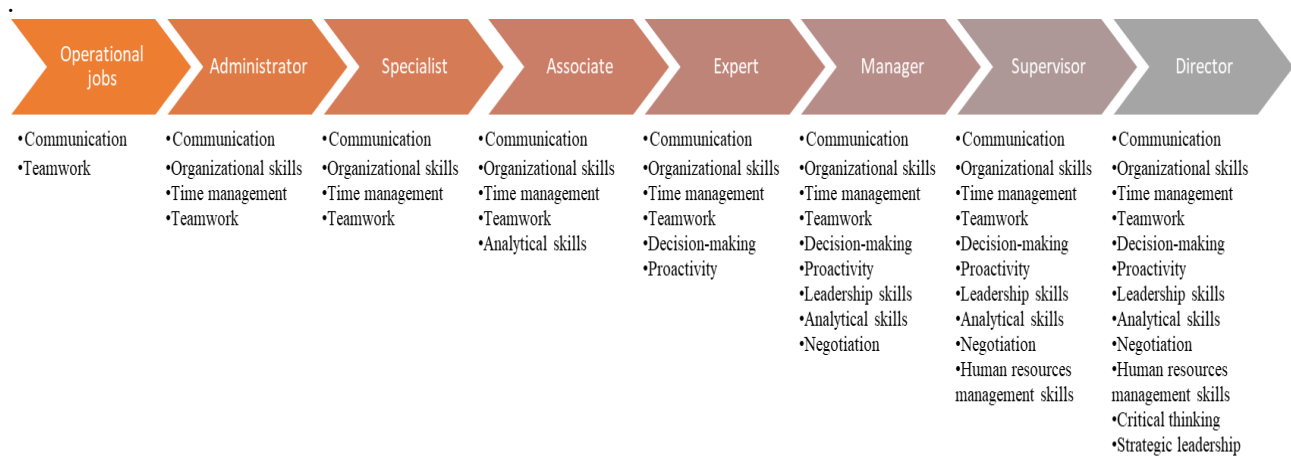 .
Operational
jobs
Administrator
Specialist
Associate
Expert
Manager
Supervisor
Director
•Communication
•Teamwork
•Communication
•Organizational skills
•Time management
•Teamwork
•Communication
•Organizational skills
•Time management
•Teamwork
•Communication
•Organizational skills
•Time management
•Teamwork
•Analytical skills
•Communication
•Organizational skills
•Time management
•Teamwork
•Decision-making
•Proactivity
•Communication
•Organizational skills
•Time management
•Teamwork
•Decision-making
•Proactivity
•Leadership skills
•Analytical skills
•Negotiation
•Communication
•Organizational skills
•Time management
•Teamwork
•Decision-making
•Proactivity
•Leadership skills
•Analytical skills
•Negotiation
•Human resources
management skills
•Communication
•Organizational skills
•Time management
•Teamwork
•Decision-making
•Proactivity
•Leadership skills
•Analytical skills
•Negotiation
•Human resources
management skills
•Critical thinking
•Strategic leadership